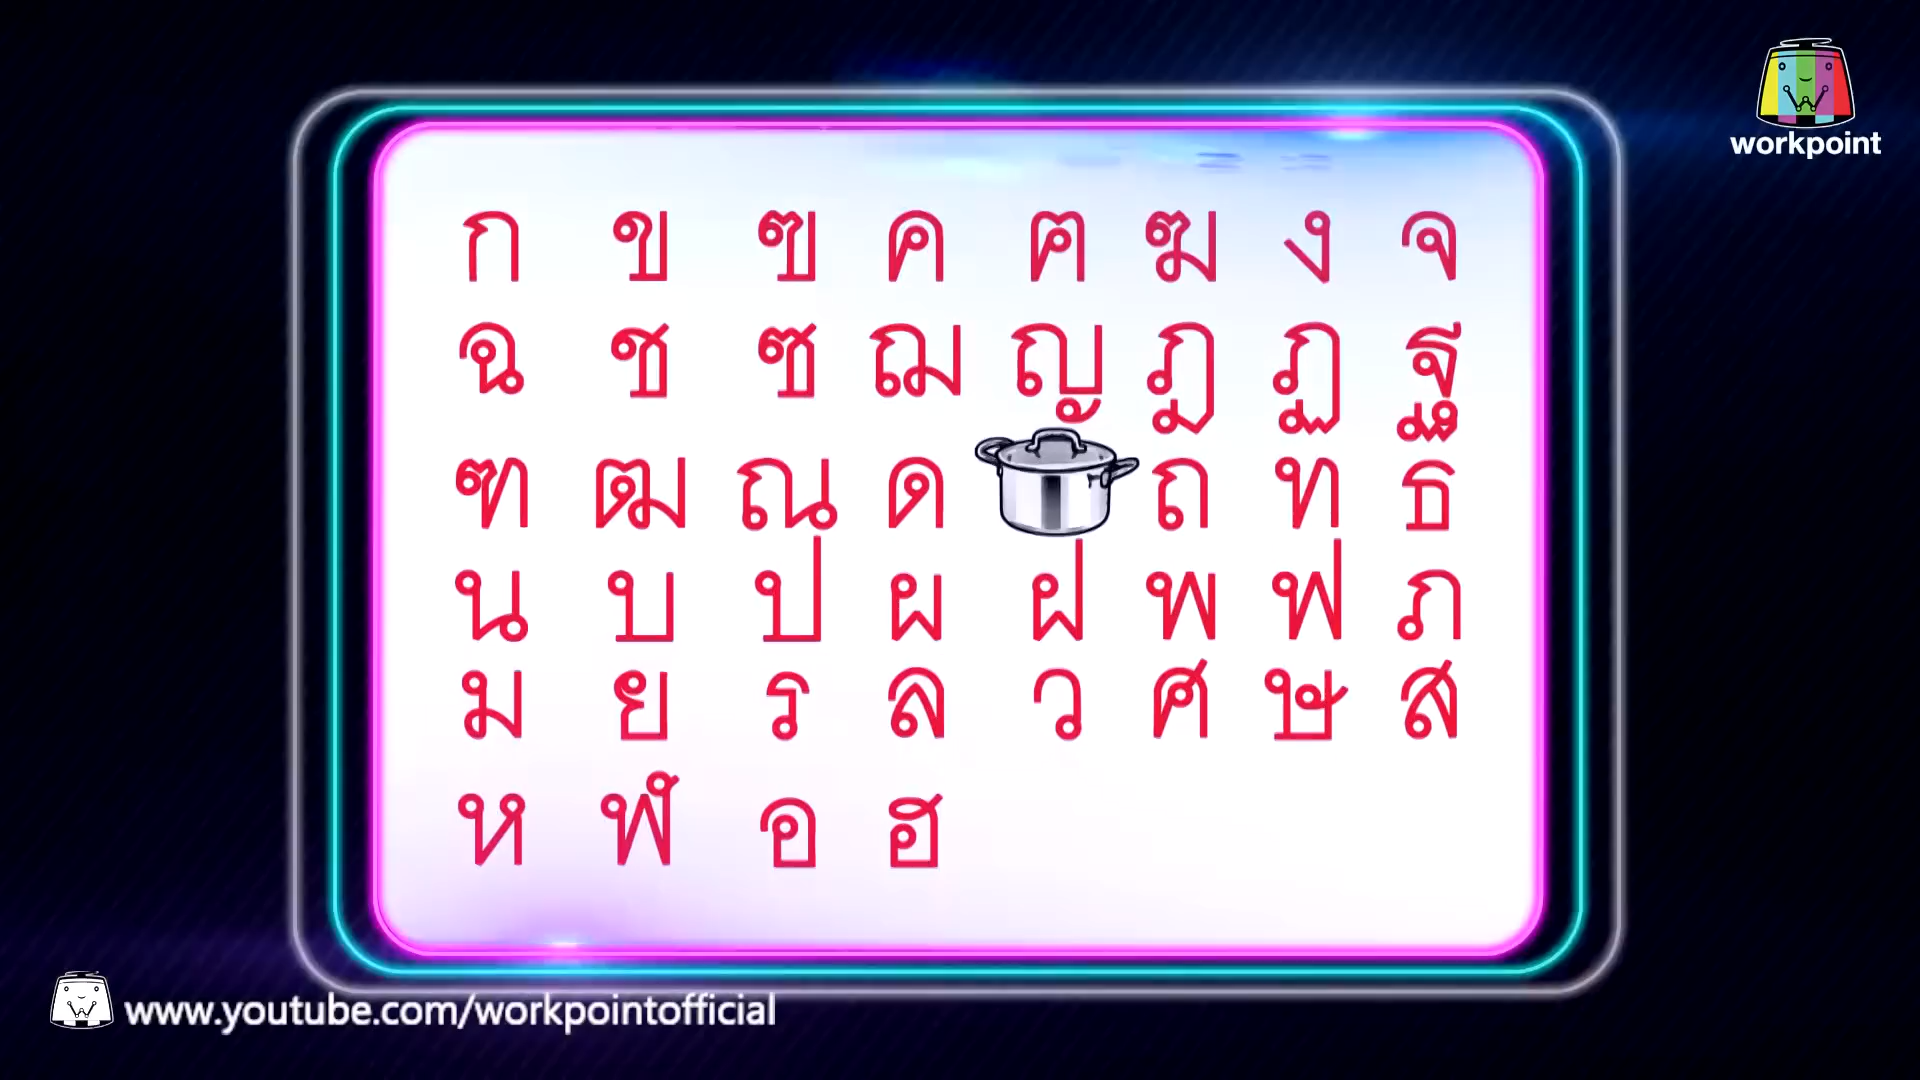 workpoint
ก ข ฃ ค ฅ ฆ ง จ
ฉ ช ซ ฌ ญ ฎ ฏ ฐ
ฑ ฒ ณ ด ถ ท ธ
น บ ป ผ ฝ พ ฟ ภ
ม ย ร ล ว ศ ษ ส
ห ฬ อ ฮ
www.youtube.com/workpointofficial